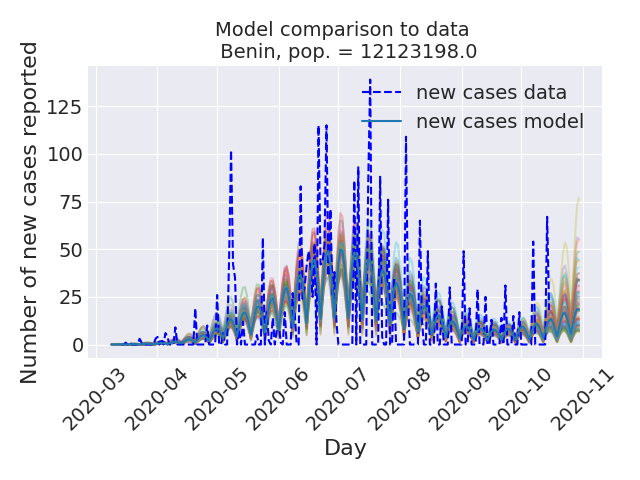 Model comparison to data
Benin, pop. = 12123198.0
new cases data
new cases model
Number of new cases reported
125
100
75
50
25
0
2020-03
2020-04
2020-05
2020-06
2020-07
2020-08
2020-09
2020-10
2020-11
Day